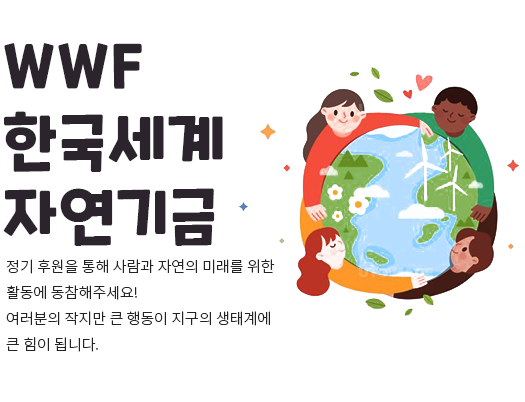 WWF
한국세계
자연기금
정기 후원을 통해 사람과 자연의 미래를 위한
활동에 동참해주세요!
여러분의 작지만 큰 행동이 지구의 생태계에
큰 힘이 됩니다.